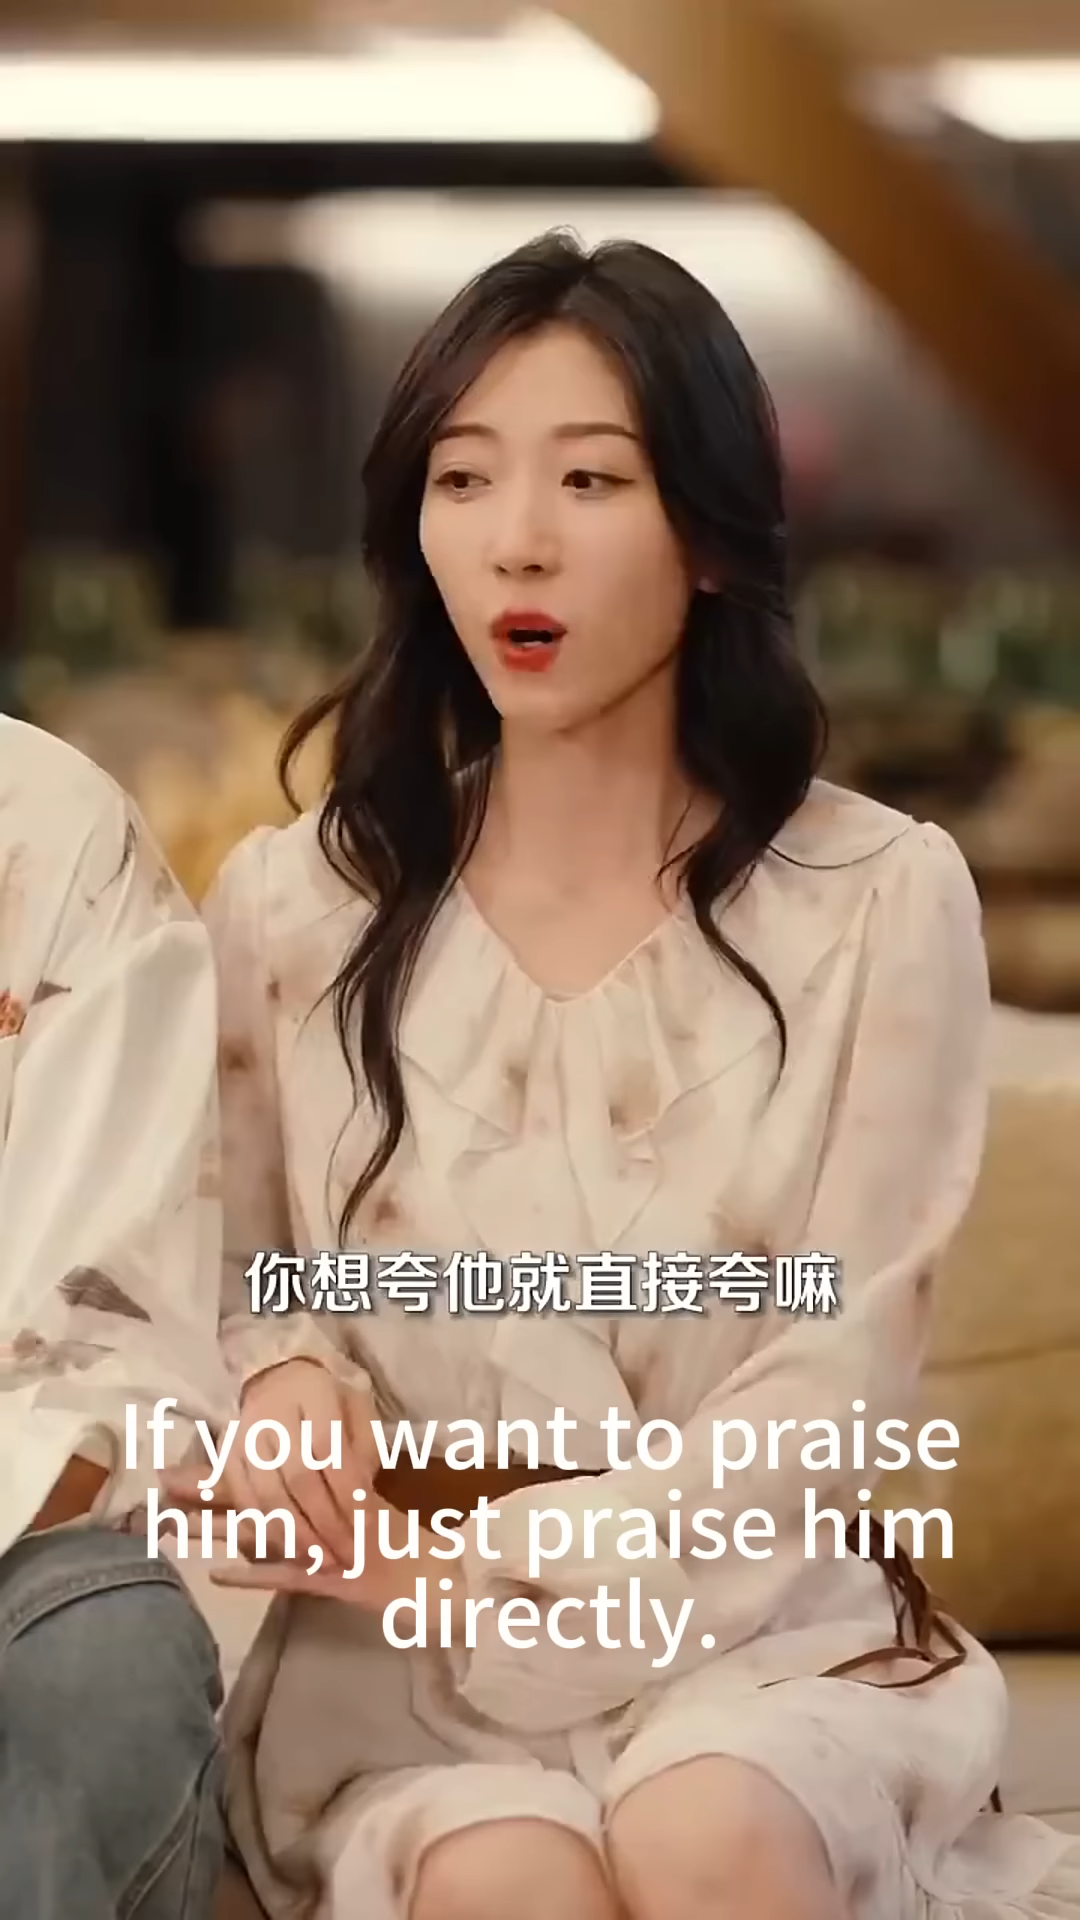 你想夸他就直接夸嘛
If you want to praise
him, just praise him
directly.